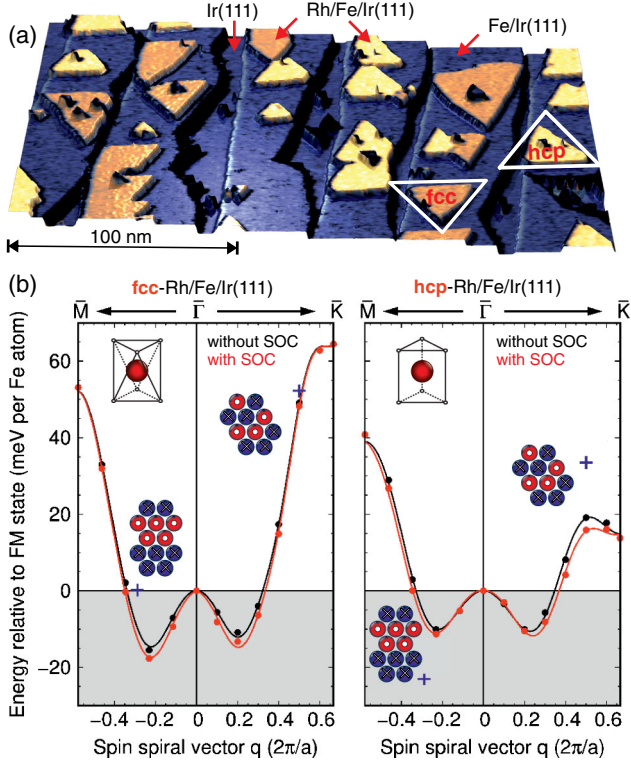 (a)
Ir(111)
Rh/Fe/Ir(111)
Fe/Ir(111)
hcp
fcc
100 nm
(b)
fcc-Rh/Fe/Ir(111)
hcp-Rh/Fe/Ir(111)
M̄ Γ̄ K̄
M̄ Γ̄ K̄
without SOC
with SOC
without SOC
with SOC
Energy relative to FM state (meV per Fe atom)
60
40
20
0
−20
−0.4 −0.2 0 0.2 0.4 0.6
−0.4 −0.2 0 0.2 0.4 0.6
Spin spiral vector q (2π/a)
Spin spiral vector q (2π/a)